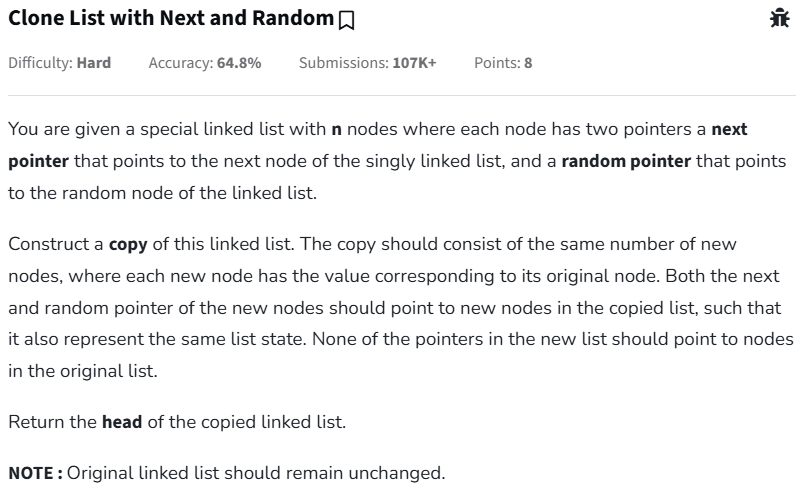 Clone List with Next and Random
Difficulty: Hard Accuracy: 64.8% Submissions: 107K+ Points: 8
You are given a special linked list with n nodes where each node has two pointers a next
pointer that points to the next node of the singly linked list, and a random pointer that points
to the random node of the linked list.
Construct a copy of this linked list. The copy should consist of the same number of new
nodes, where each new node has the value corresponding to its original node. Both the next
and random pointer of the new nodes should point to new nodes in the copied list, such that
it also represent the same list state. None of the pointers in the new list should point to nodes
in the original list.
Return the head of the copied linked list.
NOTE : Original linked list should remain unchanged.